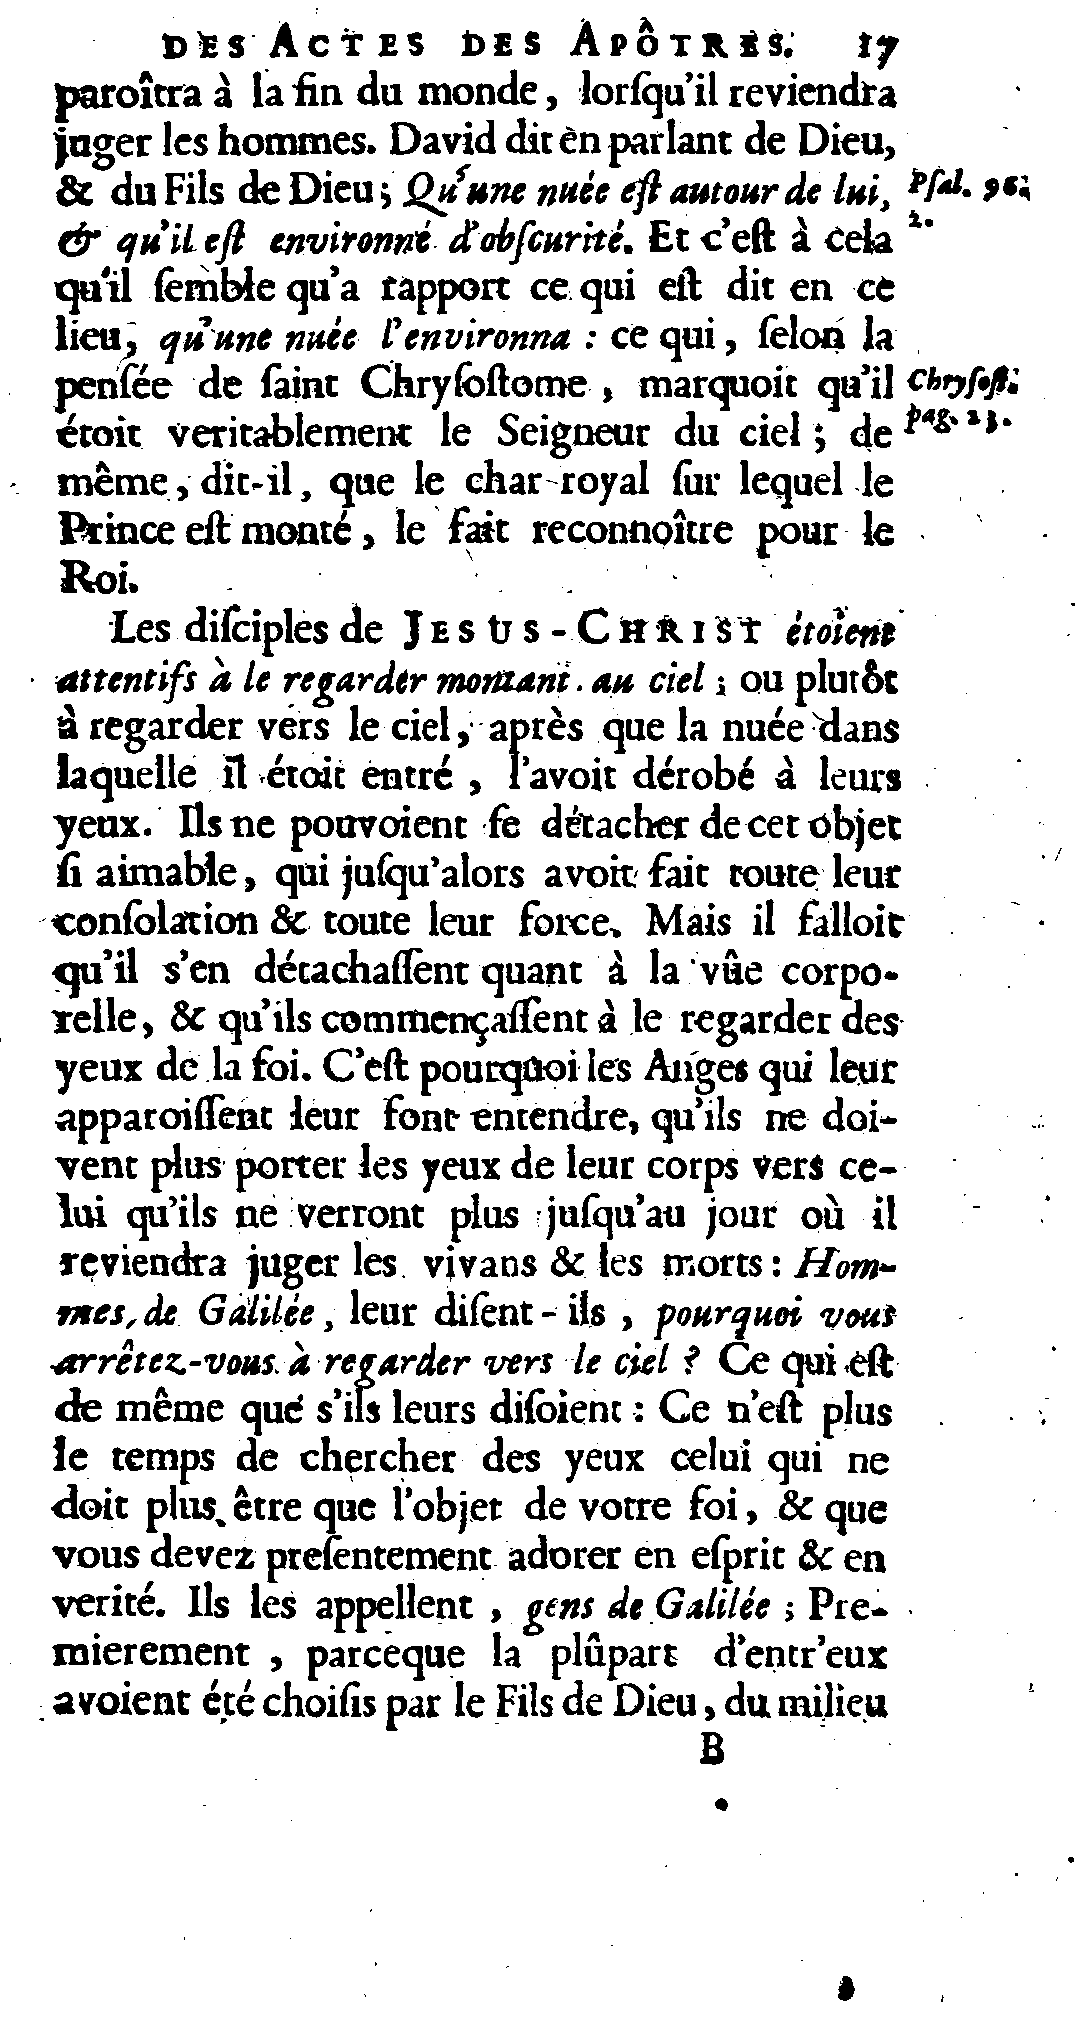 DES ACTES DES APÔTRES. 17
paroîtra à la fin du monde, lorſqu'il reviendra
juger les hommes. David dit en parlant de Dieu,
& du Fils de Dieu; Qu'une nuée eſt autour de lui,
Pſal. 96.
& qu'il eſt environné d'obſcurité. Et c'eſt à cela
2.
qu'il ſemble qu'a rapport ce qui eſt dit en ce
lieu, qu'une nuée l'environna : ce qui, ſelon la
penſée de ſaint Chryſoſtome, marquoit qu'il
Chryſoſt.
étoit veritablement le Seigneur du ciel ; de
pag. 23.
même, dit-il, que le char royal ſur lequel le
Prince eſt monté, le fait reconnoître pour le
Roi.
Les diſciples de JESUS-CHRIST étoient
attentifs à le regarder montant au ciel ; ou plutôt
à regarder vers le ciel, après que la nuée dans
laquelle il étoit entré, l'avoit dérobé à leurs
yeux. Ils ne pouvoient ſe détacher de cet objet
ſi aimable, qui juſqu'alors avoit fait toute leur
conſolation & toute leur force. Mais il falloit
qu'il s'en détachaſſent quant à la vûe corpo-
relle, & qu'ils commençaſſent à le regarder des
yeux de la foi. C'eſt pourquoi les Anges qui leur
apparoiſſent leur font entendre, qu'ils ne doi-
vent plus porter les yeux de leur corps vers ce-
lui qu'ils ne verront plus juſqu'au jour où il
reviendra juger les vivans & les morts : Hom-
mes de Galilée, leur diſent-ils, pourquoi vous
arrêtez-vous à regarder vers le ciel ? Ce qui eſt
de même que s'ils leurs diſoient : Ce n'eſt plus
le temps de chercher des yeux celui qui ne
doit plus être que l'objet de votre foi, & que
vous devez preſentement adorer en eſprit & en
verité. Ils les appellent, gens de Galilée ; Pre-
mierement, parceque la plûpart d'entr'eux
avoient été choiſis par le Fils de Dieu, du milieu
B